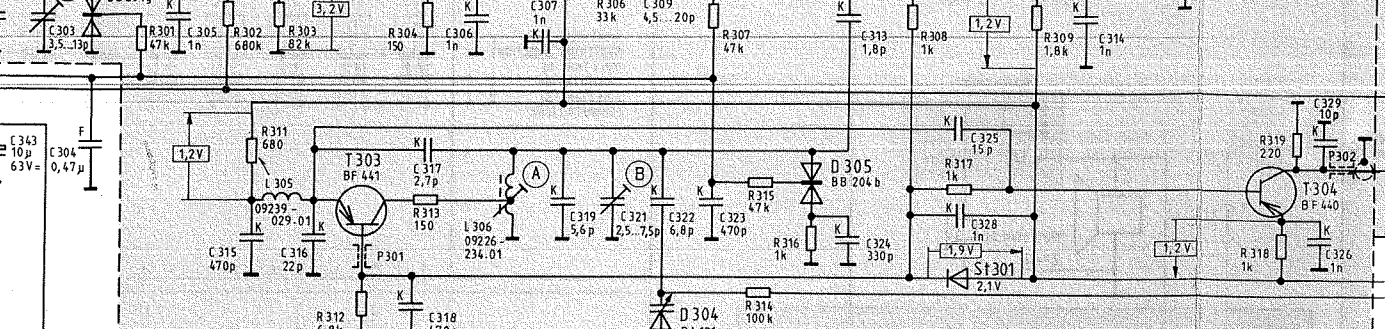 3,2V
C307
1n
R306
33k
C309
4,5...20p
1,2V
C303
3,5...13p
R301
47k
C305
1n
R302
680k
R303
82k
R304
150
K
C306
1n
K
R307
47k
K
C313
1,8p
R308
1k
R309
1,8k
K
C314
1n
C343
10µ
63V=
C304
0,47µ
F
1,2V
R311
680
L305
09239-
029.01
T303
BF 441
K
C317
2,7p
R313
150
L306
09226-
234.01
A
B
K
C319
5,6p
K
C321
2,5...7,5p
K
C322
6,8p
K
C323
470p
R315
47k
D305
BB 204b
R316
1k
K
C324
330p
K
C325
15p
R317
1k
K
C328
1n
1,9V
St301
2,1V
K
C315
470p
K
C316
22p
P301
R312
K
C318
D304
R314
100k
C329
10p
K
R319
220
P302
T304
BF440
1,2V
R318
1k
K
C326
1n